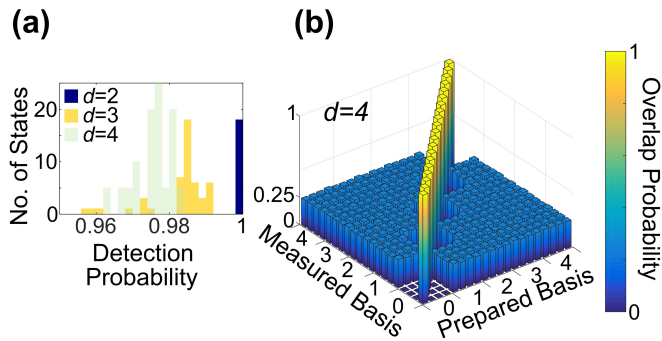 (a)
No. of States
20
10
0
d=2
d=3
d=4
0.96
0.98
1
Detection
Probability
(b)
d=4
1
0.25
0
4
3
2
1
0
Measured Basis
0
1
2
3
4
Prepared Basis
1
0
Overlap Probability